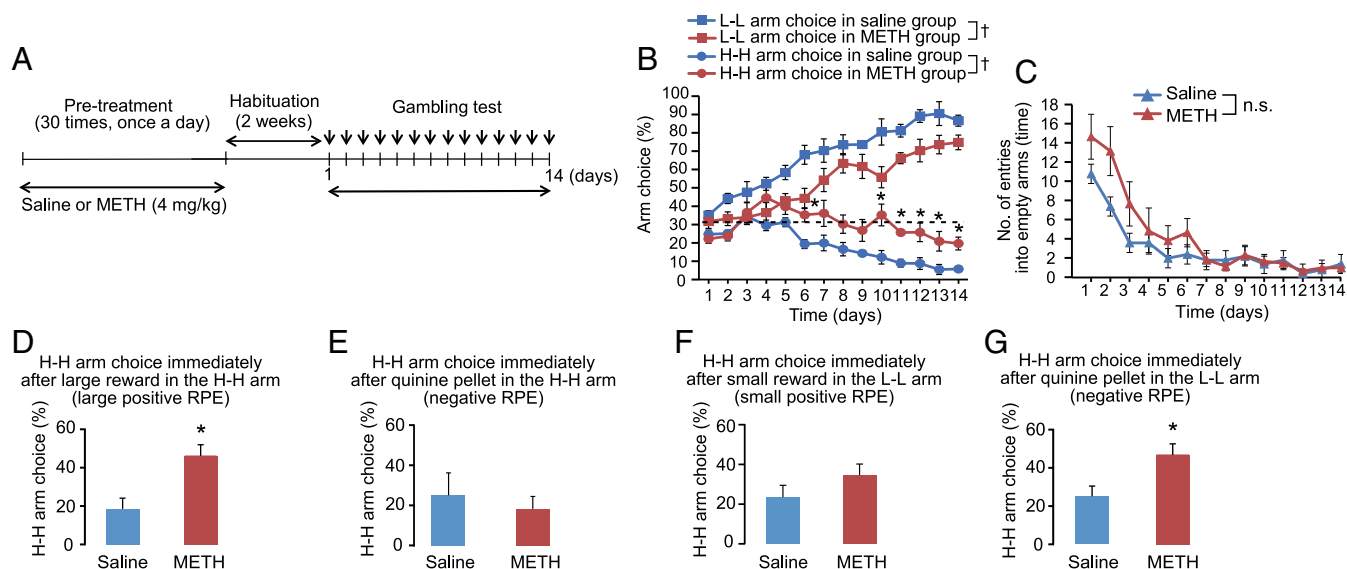 A
Pre-treatment
(30 times, once a day)
Habituation
(2 weeks)
Gambling test
1
14 (days)
Saline or METH (4 mg/kg)
L-L arm choice in saline group
L-L arm choice in METH group
†
H-H arm choice in saline group
H-H arm choice in METH group
†
B
Arm choice (%)
100
90
80
70
60
50
40
30
20
10
0
* * * * * *
1 2 3 4 5 6 7 8 9 10 11 12 13 14
Time (days)
C
Saline
METH
n.s.
No. of entries
into empty arms (time)
18
16
14
12
10
8
6
4
2
0
1 2 3 4 5 6 7 8 9 10 11 12 13 14
Time (days)
D
H-H arm choice immediately
after large reward in the H-H arm
(large positive RPE)
H-H arm choice (%)
60
40
20
0
*
Saline METH
E
H-H arm choice immediately
after quinine pellet in the H-H arm
(negative RPE)
H-H arm choice (%)
60
40
20
0
Saline METH
F
H-H arm choice immediately
after small reward in the L-L arm
(small positive RPE)
H-H arm choice (%)
60
40
20
0
Saline METH
G
H-H arm choice immediately
after quinine pellet in the L-L arm
(negative RPE)
H-H arm choice (%)
60
40
20
0
*
Saline METH